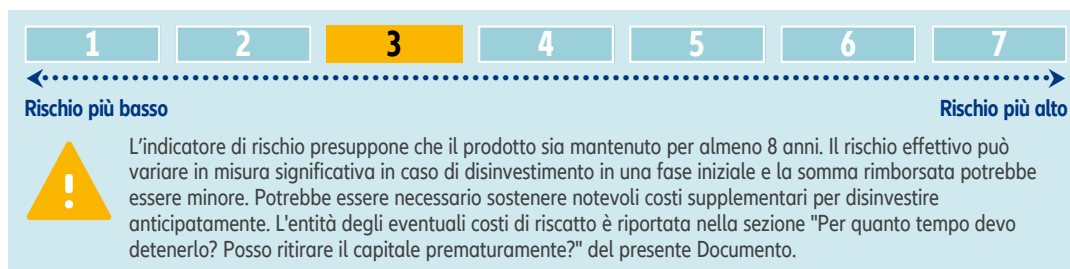 1 2 3 4 5 6 7
Rischio più basso Rischio più alto
L'indicatore di rischio presuppone che il prodotto sia mantenuto per almeno 8 anni. Il rischio effettivo può
variare in misura significativa in caso di disinvestimento in una fase iniziale e la somma rimborsata potrebbe
essere minore. Potrebbe essere necessario sostenere notevoli costi supplementari per disinvestire
anticipatamente. L'entità degli eventuali costi di riscatto è riportata nella sezione "Per quanto tempo devo
detenerlo? Posso ritirare il capitale prematuramente?" del presente Documento.